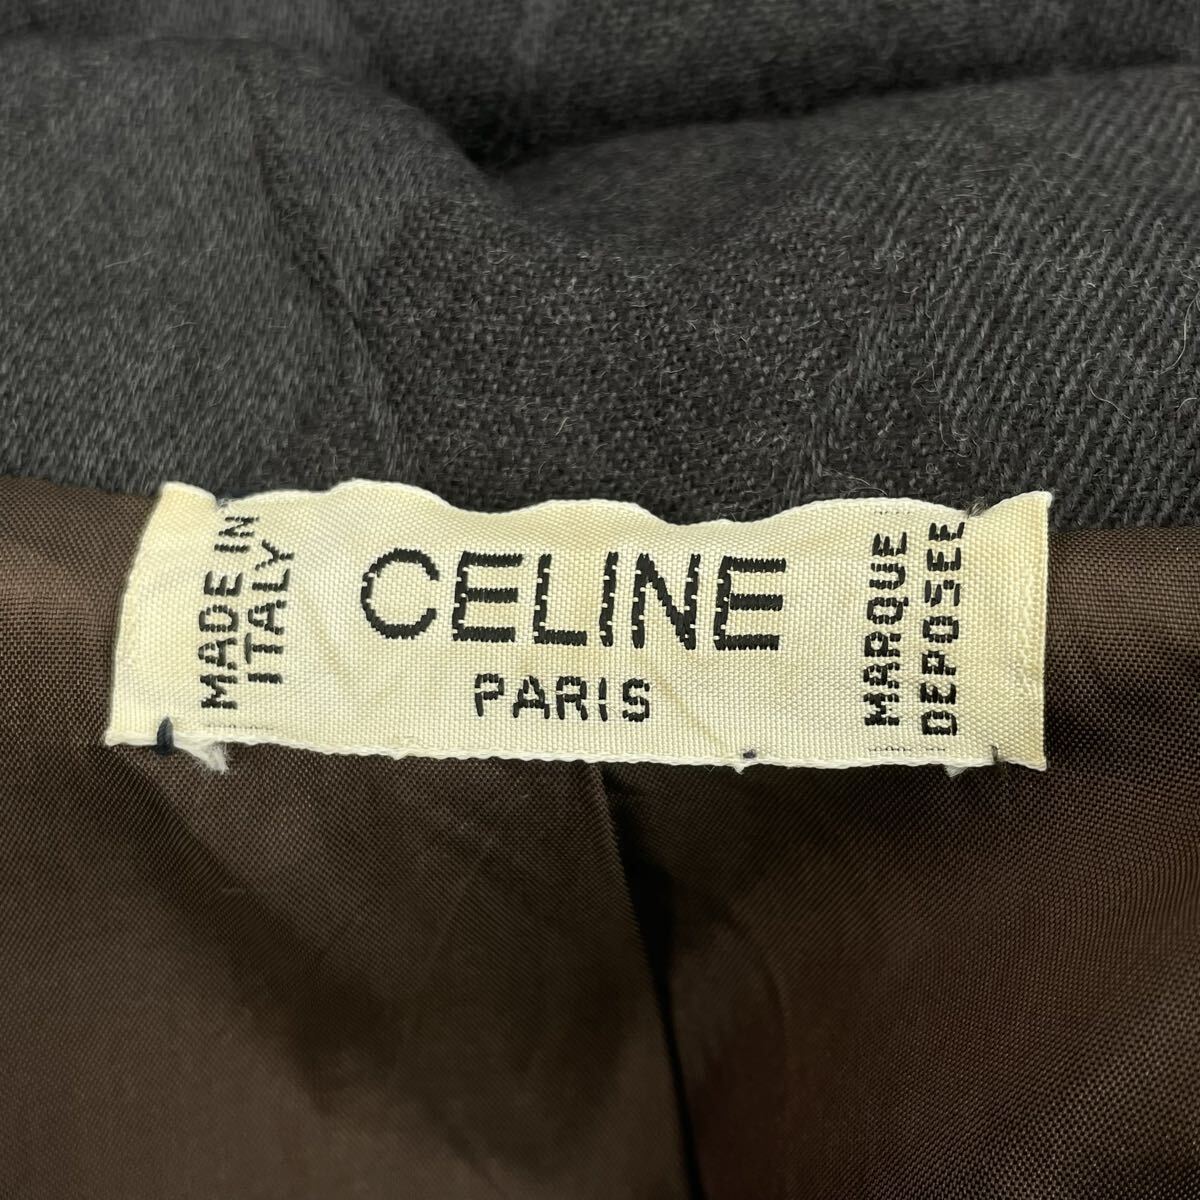 MADE IN
ITALY
CELINE
PARIS
MARQUE
DEPOSEE